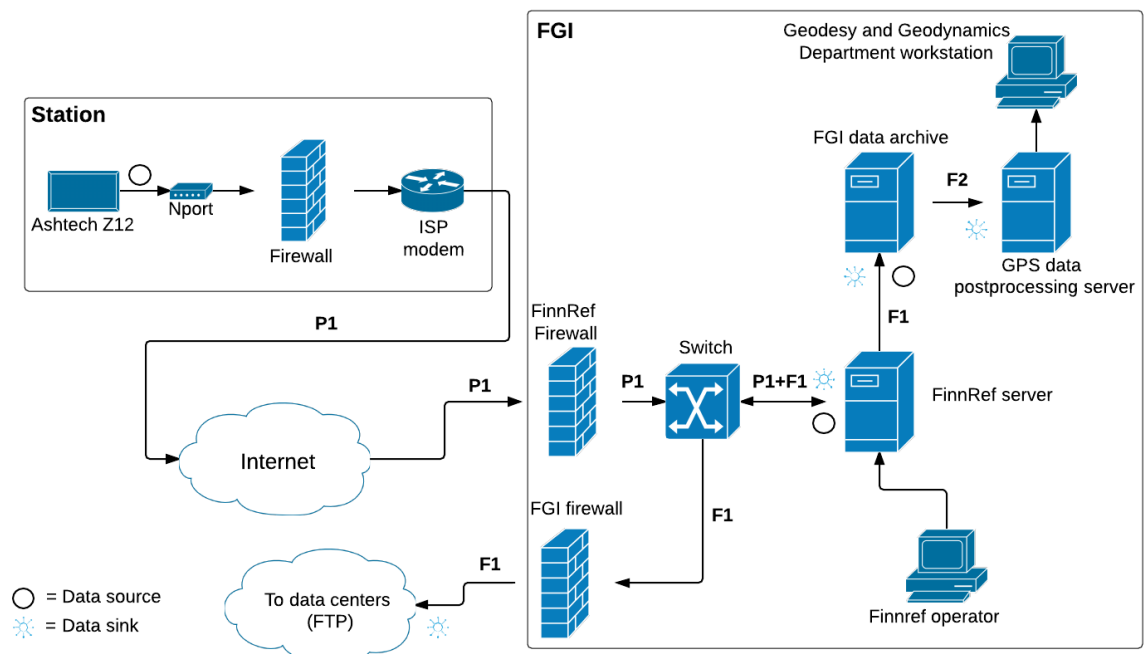 FGI
Geodesy and Geodynamics
Department workstation
Station
FGI data archive
F2
Ashtech Z12
Nport
Firewall
ISP
modem
GPS data
postprocessing server
F1
P1
FinnRef
Firewall
Switch
P1
P1
P1+F1
FinnRef server
Internet
FGI firewall
F1
F1
To data centers
(FTP)
Finnref operator
= Data source
= Data sink